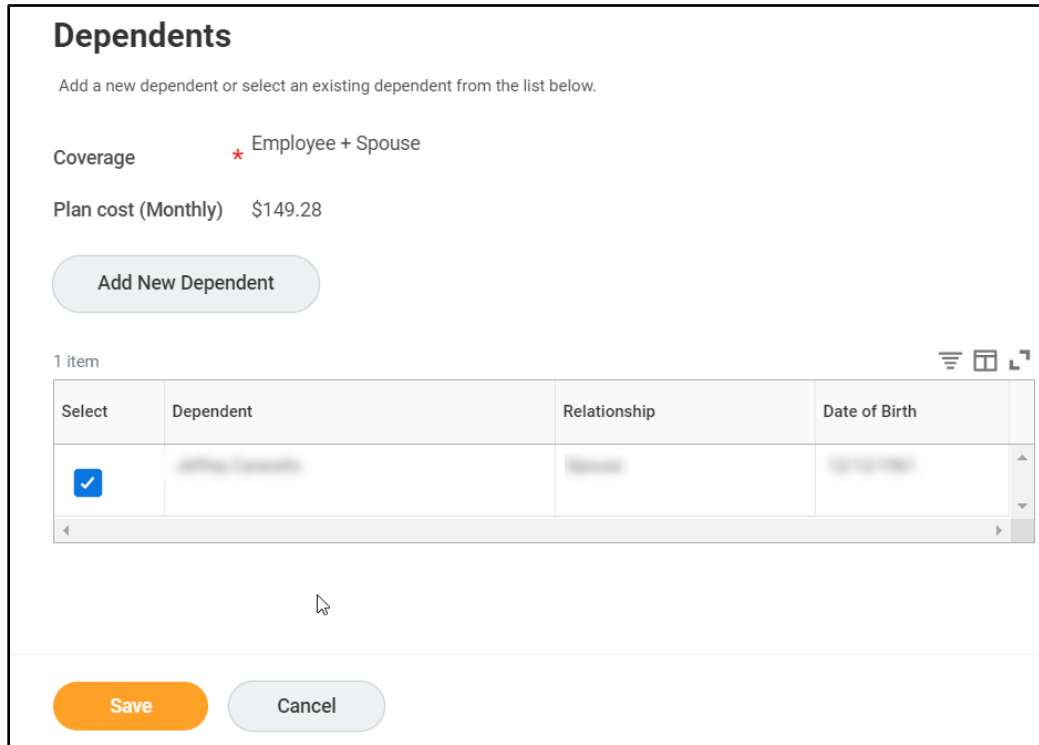 Dependents
Add a new dependent or select an existing dependent from the list below.
Coverage * Employee + Spouse
Plan cost (Monthly) $149.28
Add New Dependent
1 item
Select Dependent Relationship Date of Birth
Save Cancel